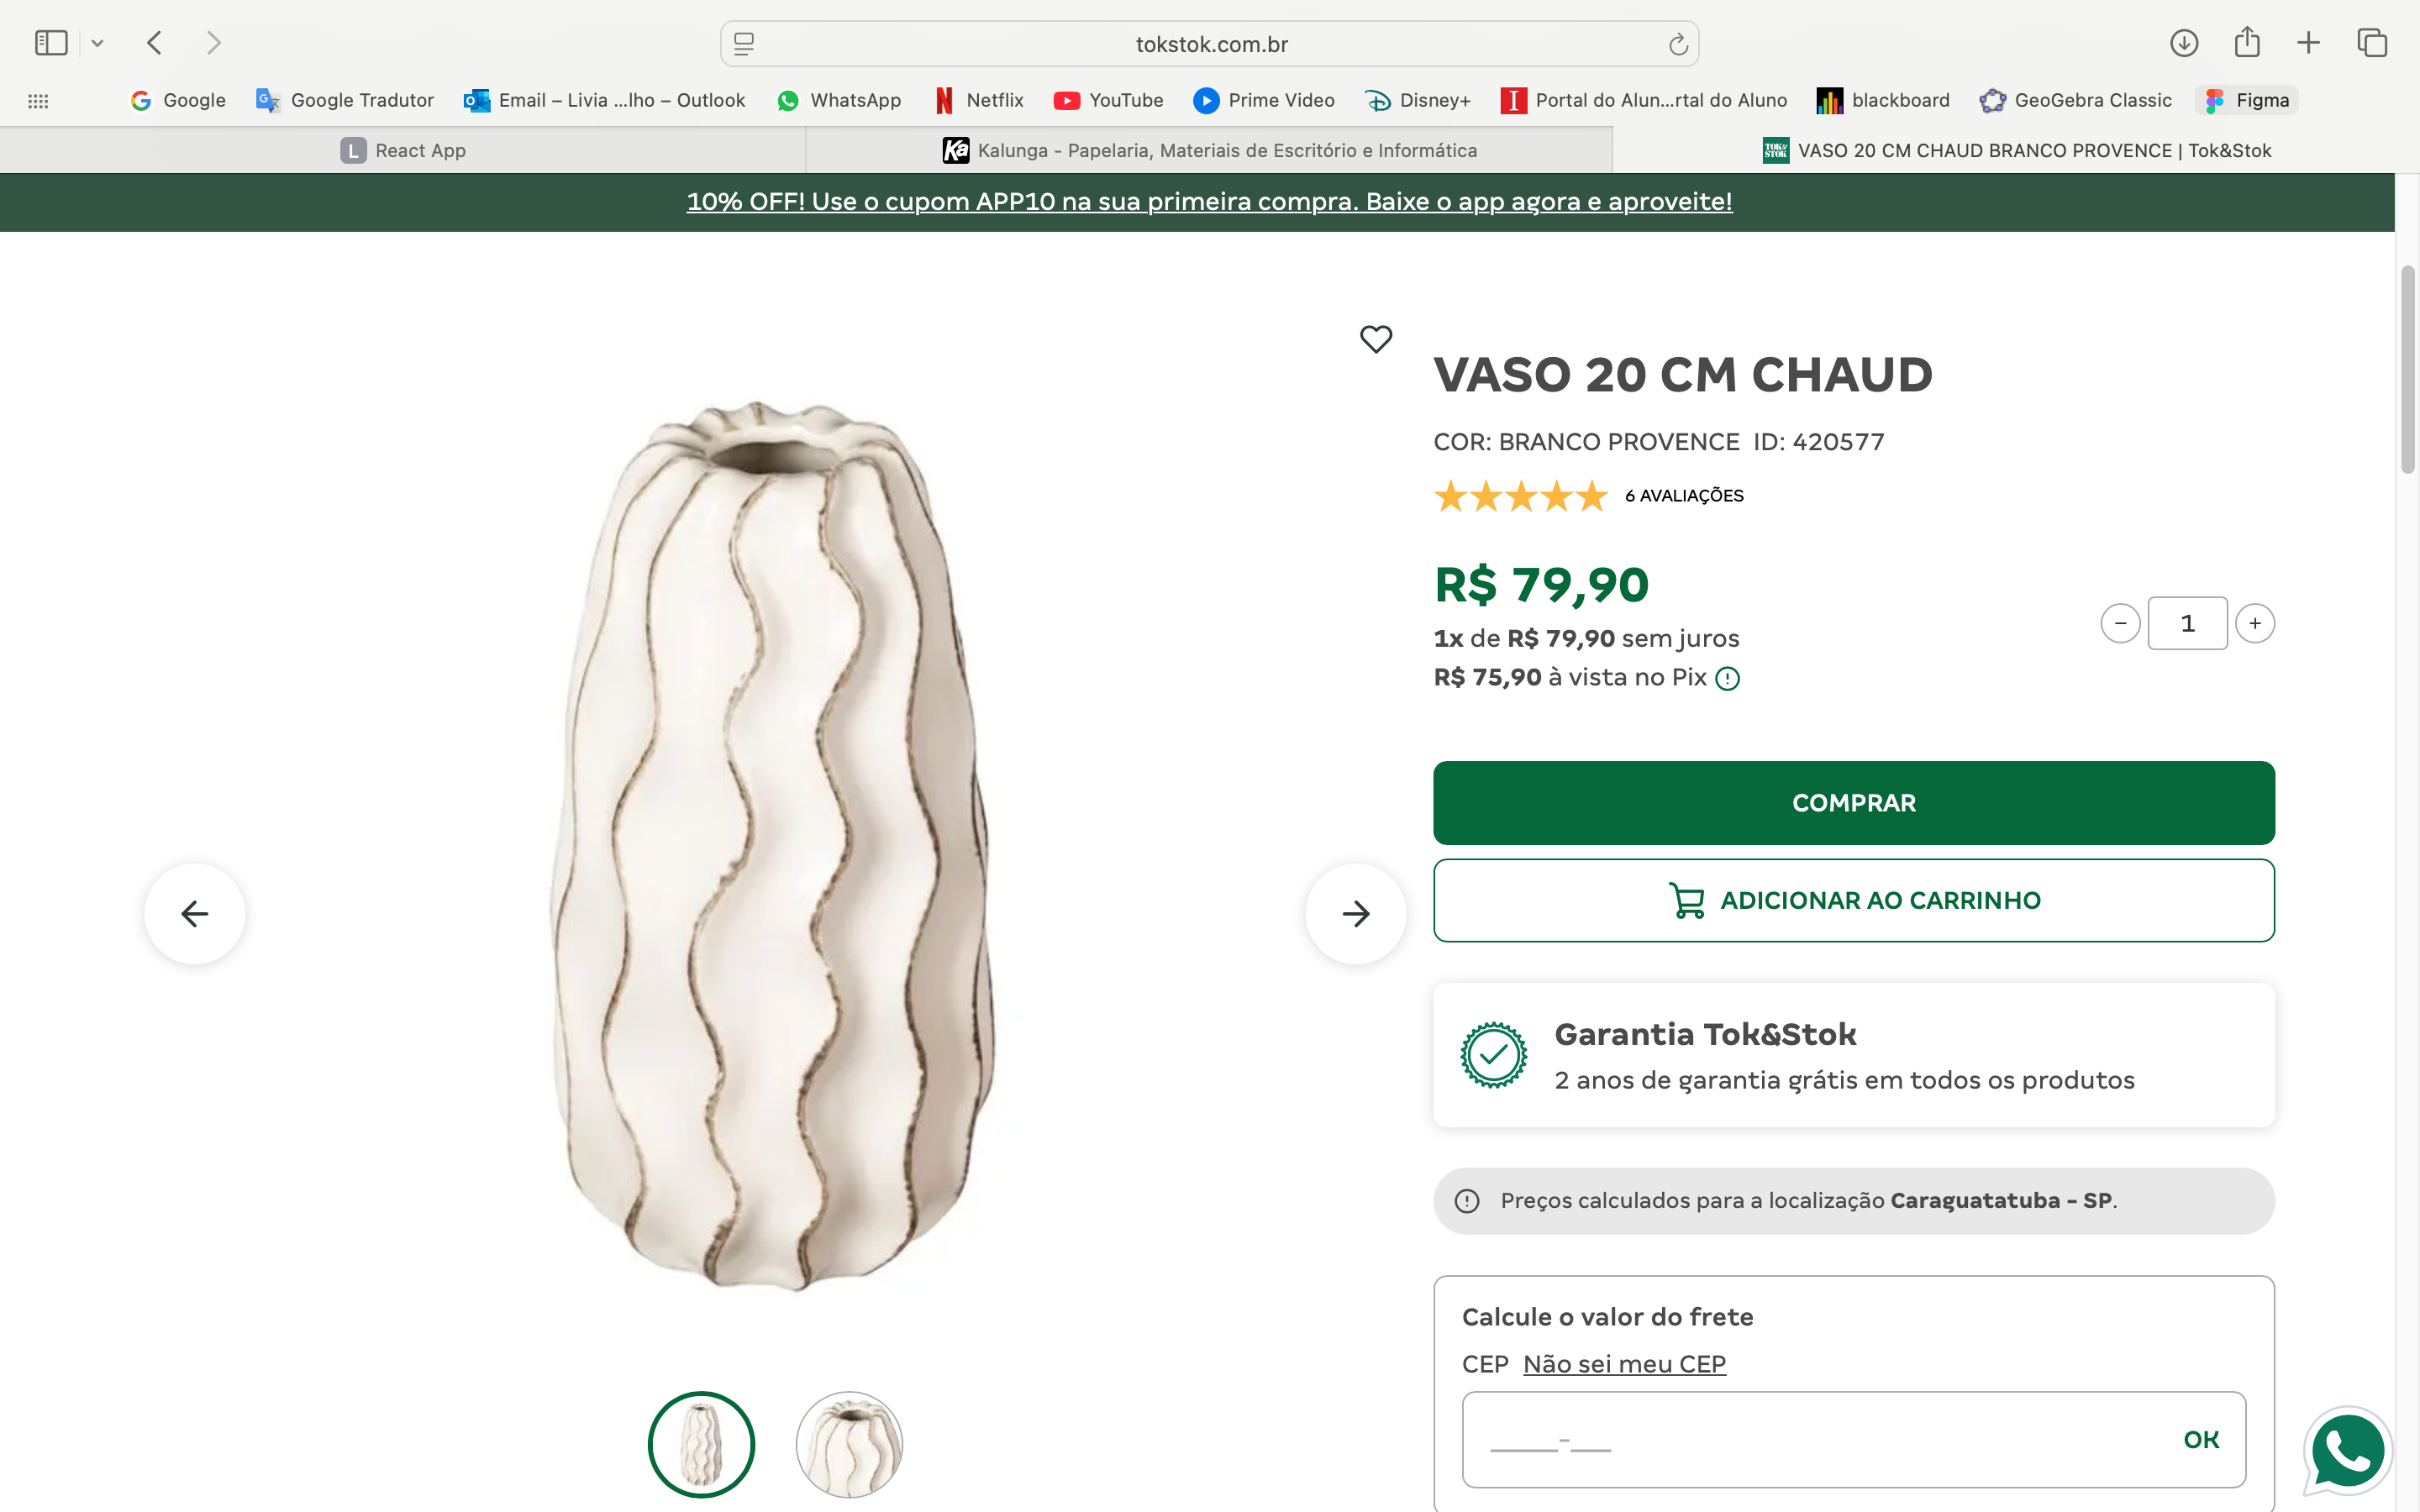 tokstok.com.br
Google
Google Tradutor
Email – Livia ...lho – Outlook
WhatsApp
Netflix
YouTube
Prime Video
Disney+
Portal do Alun...rtal do Aluno
blackboard
GeoGebra Classic
Figma
L React App
Ka Kalunga - Papelaria, Materiais de Escritório e Informática
TOK& STOK VASO 20 CM CHAUD BRANCO PROVENCE | Tok&Stok
10% OFF! Use o cupom APP10 na sua primeira compra. Baixe o app agora e aproveite!
VASO 20 CM CHAUD
COR: BRANCO PROVENCE ID: 420577
6 AVALIAÇÕES
R$ 79,90
1x de R$ 79,90 sem juros
R$ 75,90 à vista no Pix
− 1 +
COMPRAR
ADICIONAR AO CARRINHO
Garantia Tok&Stok
2 anos de garantia grátis em todos os produtos
Preços calculados para a localização Caraguatatuba - SP.
Calcule o valor do frete
CEP Não sei meu CEP
_____-___
OK